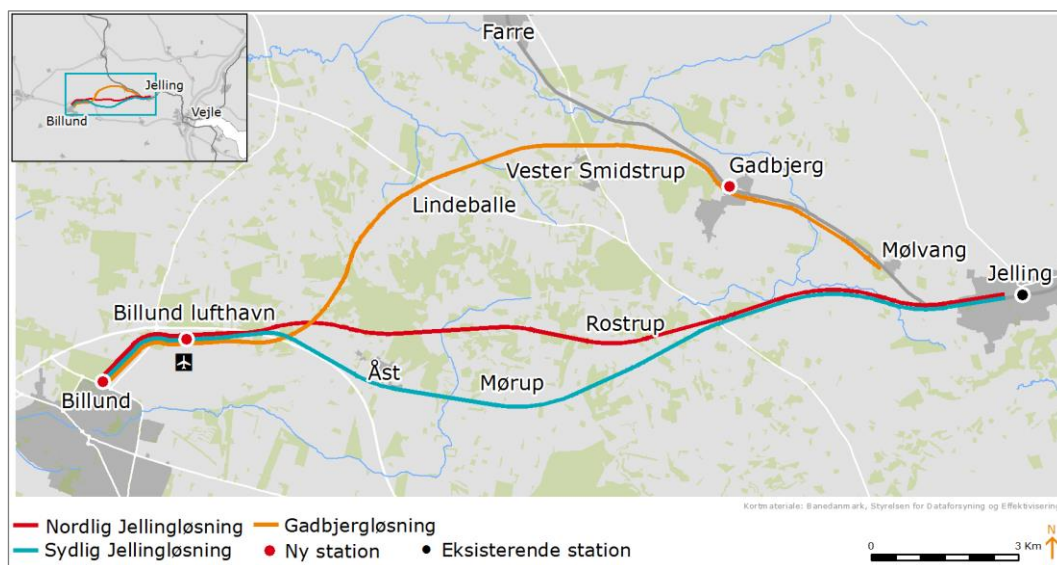 Jelling
Vejle
Billund
Farre
Gadbjerg
Vester Smidstrup
Lindeballe
Mølvang
Jelling
Billund lufthavn
Rostrup
Åst
Mørup
Billund
Kortmateriale: Banedanmark, Styrelsen for Dataforsyning og Effektivisering
Nordlig Jellingløsning
Gadbjergløsning
Sydlig Jellingløsning
Ny station
Eksisterende station
0
3 Km
N